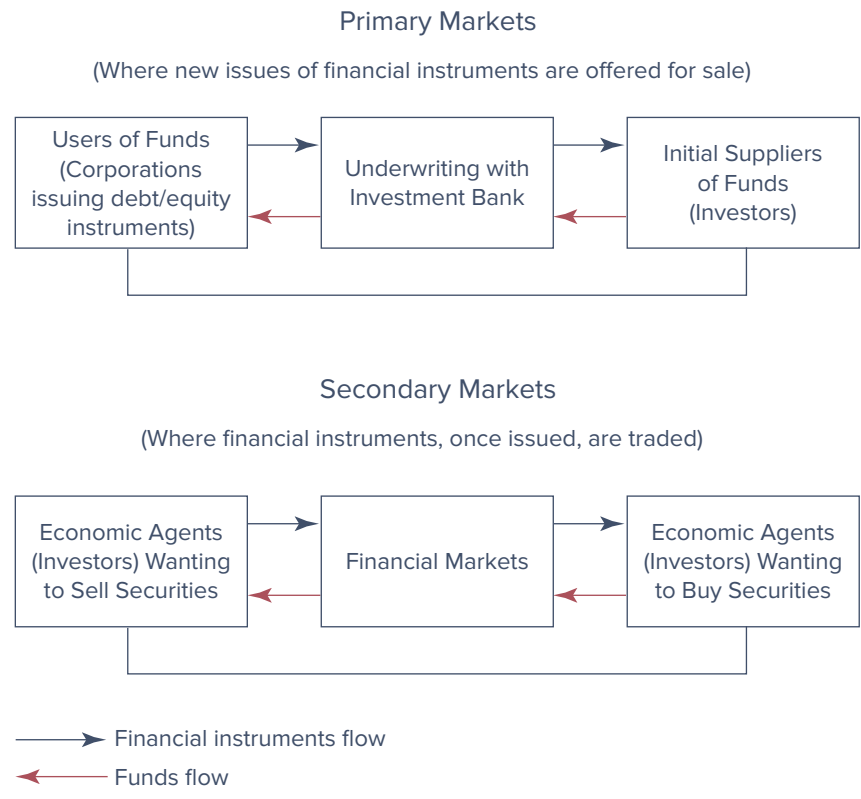 Primary Markets
(Where new issues of financial instruments are offered for sale)
Users of Funds
(Corporations
issuing debt/equity
instruments)
Underwriting with
Investment Bank
Initial Suppliers
of Funds
(Investors)
Secondary Markets
(Where financial instruments, once issued, are traded)
Economic Agents
(Investors) Wanting
to Sell Securities
Financial Markets
Economic Agents
(Investors) Wanting
to Buy Securities
Financial instruments flow
Funds flow